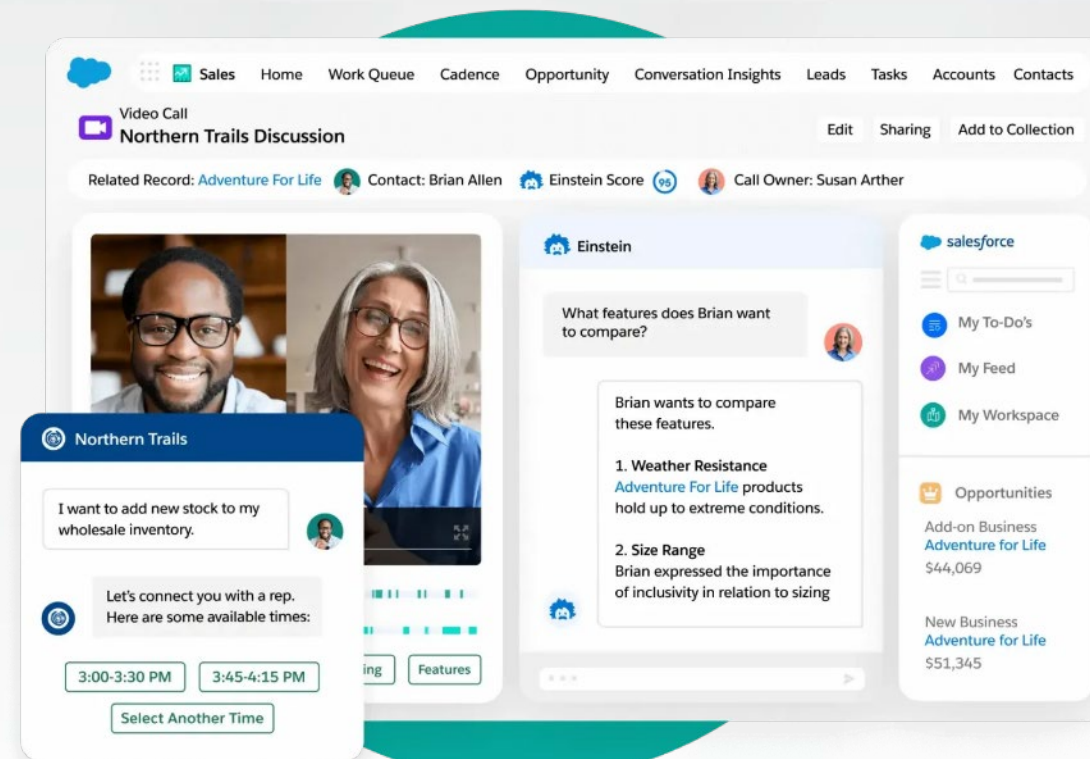 Sales Home Work Queue Cadence Opportunity Conversation Insights Leads Tasks Accounts Contacts
Video Call
Northern Trails Discussion
Edit Sharing Add to Collection
Related Record: Adventure For Life Contact: Brian Allen Einstein Score 95 Call Owner: Susan Arther
Northern Trails
I want to add new stock to my
wholesale inventory.
Let's connect you with a rep.
Here are some available times:
3:00-3:30 PM 3:45-4:15 PM
Select Another Time
ing Features
Einstein
What features does Brian want
to compare?
Brian wants to compare
these features.
1. Weather Resistance
Adventure For Life products
hold up to extreme conditions.
2. Size Range
Brian expressed the importance
of inclusivity in relation to sizing
salesforce
My To-Do's
My Feed
My Workspace
Opportunities
Add-on Business
Adventure for Life
$44,069
New Business
Adventure for Life
$51,345